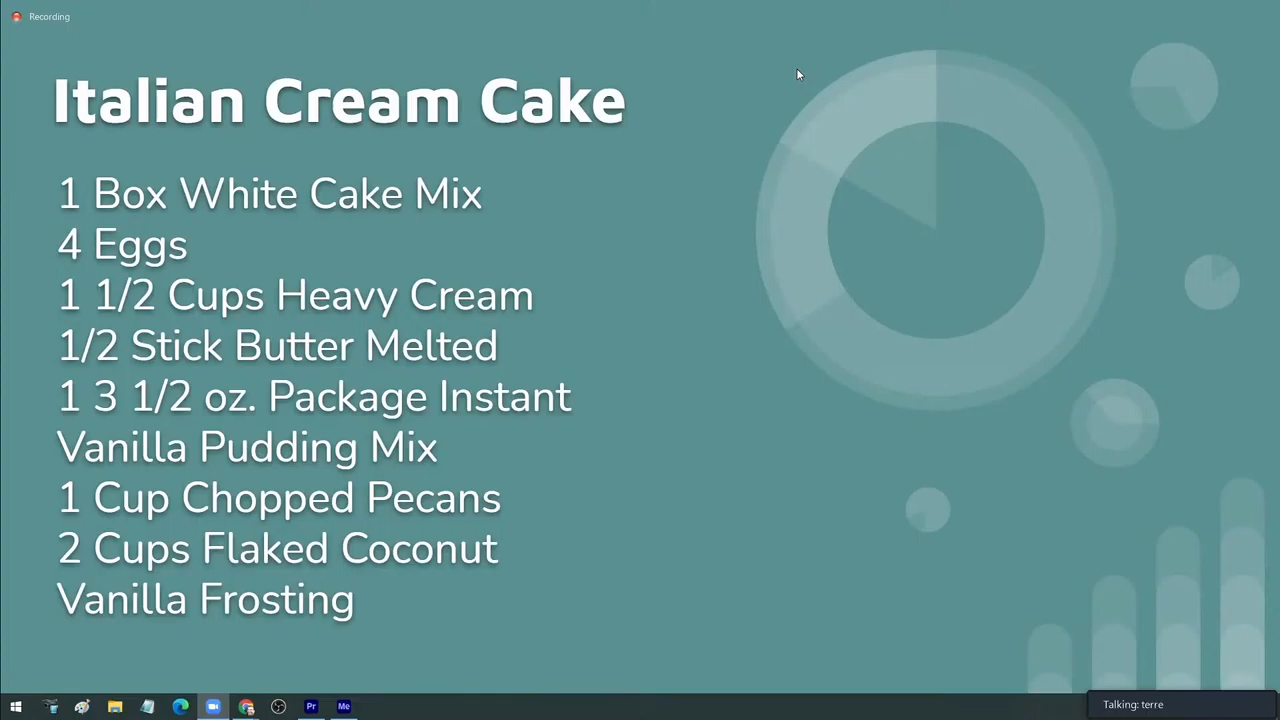 Recording
Italian Cream Cake
1 Box White Cake Mix
4 Eggs
1 1/2 Cups Heavy Cream
1/2 Stick Butter Melted
1 3 1/2 oz. Package Instant
Vanilla Pudding Mix
1 Cup Chopped Pecans
2 Cups Flaked Coconut
Vanilla Frosting
Pr
Me
Talking: terre